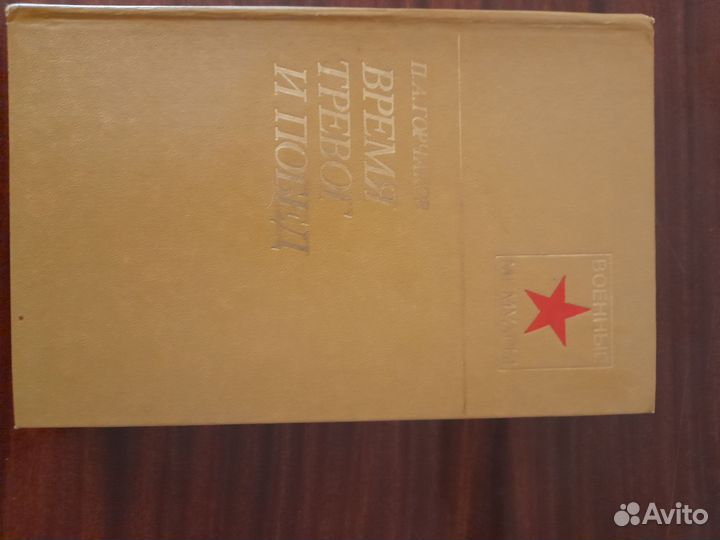 ВОЕННЫЕ
МЕМУАРЫ
П.А.ГОРЧАКОВ
ВРЕМЯ
ТРЕВОГ
И ПОБЕД
Avito